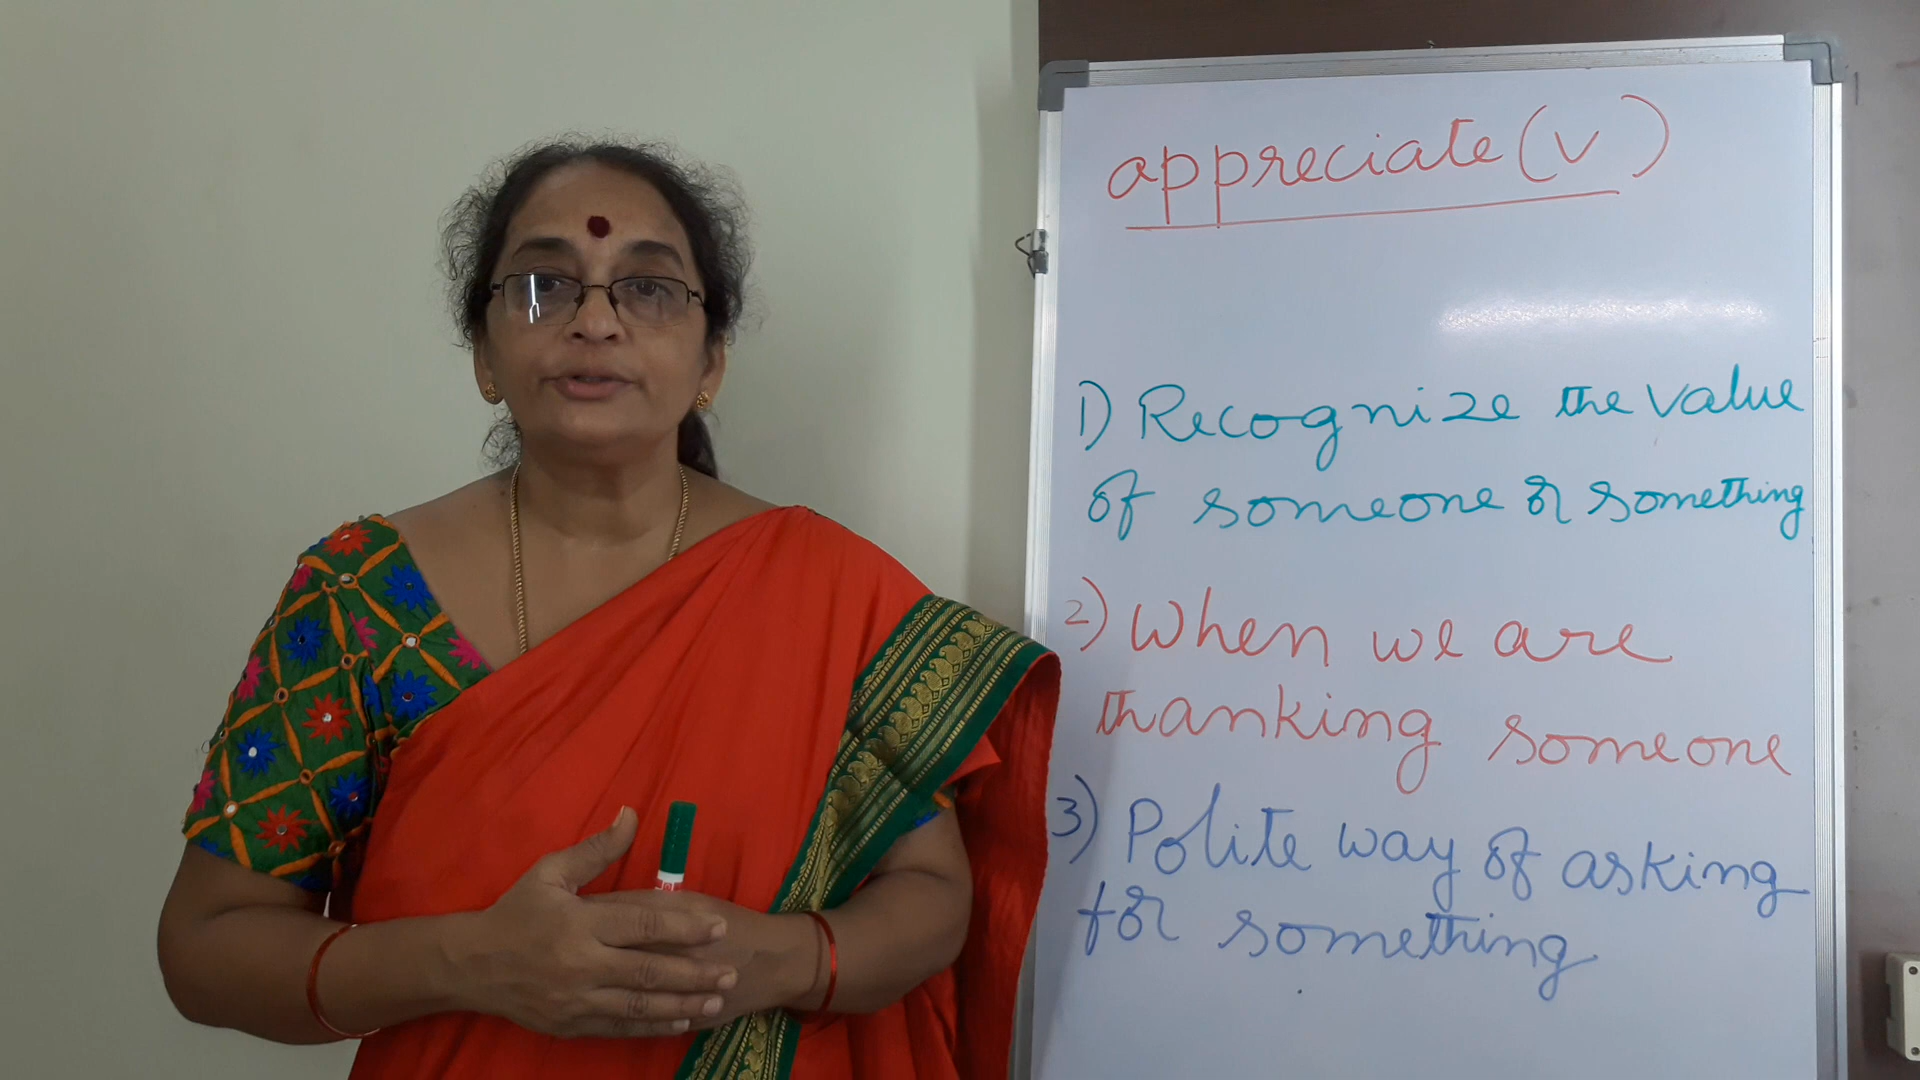 appreciate (v)
1) Recognize the value
of someone or something
2) When we are
thanking someone
3) Polite way of asking
for something